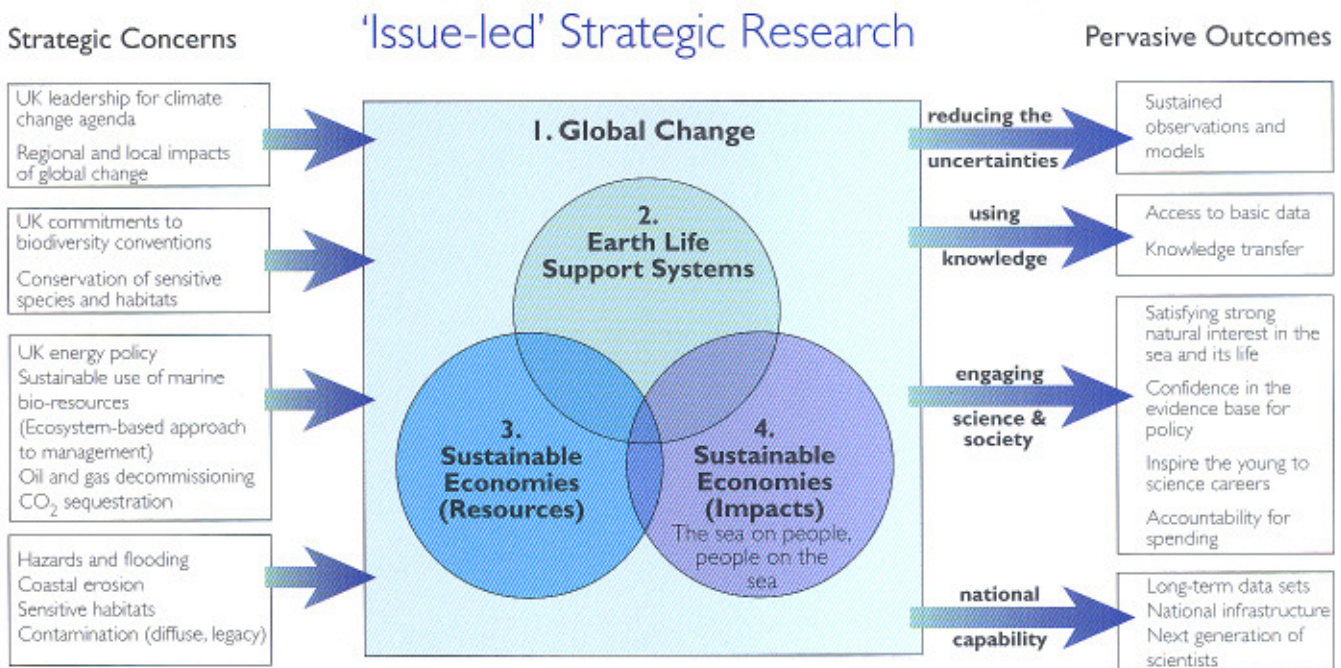 'Issue-led' Strategic Research
Strategic Concerns
UK leadership for climate
change agenda
Regional and local impacts
of global change
UK commitments to
biodiversity conventions
Conservation of sensitive
species and habitats
UK energy policy
Sustainable use of marine
bio-resources
(Ecosystem-based approach
to management)
Oil and gas decommissioning
CO₂ sequestration
Hazards and flooding
Coastal erosion
Sensitive habitats
Contamination (diffuse, legacy)
1. Global Change
2.
Earth Life
Support Systems
3.
Sustainable
Economies
(Resources)
4.
Sustainable
Economies
(Impacts)
The sea on people,
people on the
sea
reducing the
uncertainties
using
knowledge
engaging
science &
society
national
capability
Pervasive Outcomes
Sustained
observations and
models
Access to basic data
Knowledge transfer
Satisfying strong
natural interest in the
sea and its life
Confidence in the
evidence base for
policy
Inspire the young to
science careers
Accountability for
spending
Long-term data sets
National infrastructure
Next generation of
scientists